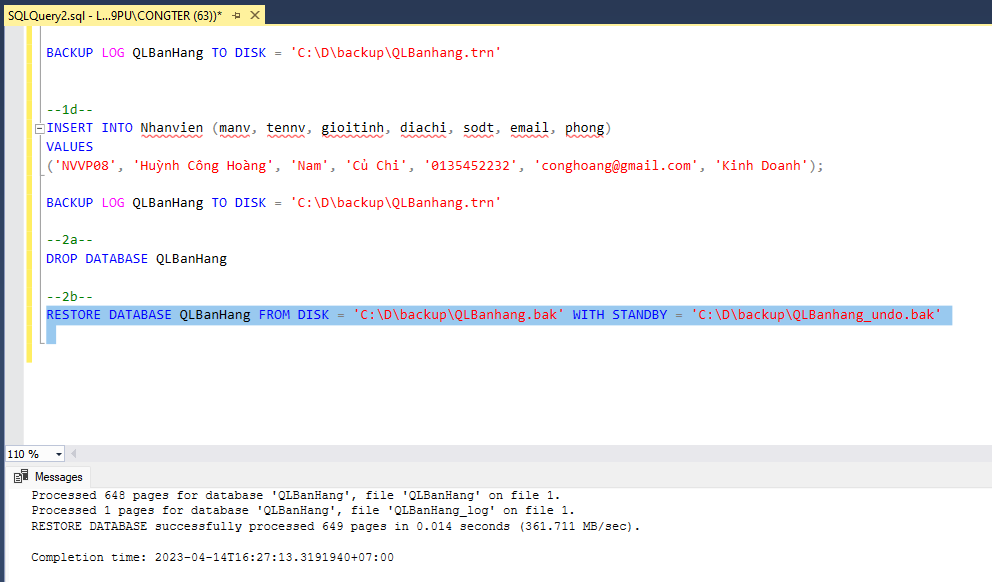 SQLQuery2.sql - L...9PU\CONGTER (63))*
BACKUP LOG QLBanHang TO DISK = 'C:\D\backup\QLBanhang.trn'
--1d--
INSERT INTO Nhanvien (manv, tennv, gioitinh, diachi, sodt, email, phong)
VALUES
('NVVP08', 'Huỳnh Công Hoàng', 'Nam', 'Củ Chi', '0135452232', 'conghoang@gmail.com', 'Kinh Doanh');
BACKUP LOG QLBanHang TO DISK = 'C:\D\backup\QLBanhang.trn'
--2a--
DROP DATABASE QLBanHang
--2b--
RESTORE DATABASE QLBanHang FROM DISK = 'C:\D\backup\QLBanhang.bak' WITH STANDBY = 'C:\D\backup\QLBanhang_undo.bak'
110 %
Messages
Processed 648 pages for database 'QLBanHang', file 'QLBanHang' on file 1.
Processed 1 pages for database 'QLBanHang', file 'QLBanHang_log' on file 1.
RESTORE DATABASE successfully processed 649 pages in 0.014 seconds (361.711 MB/sec).
Completion time: 2023-04-14T16:27:13.3191940+07:00